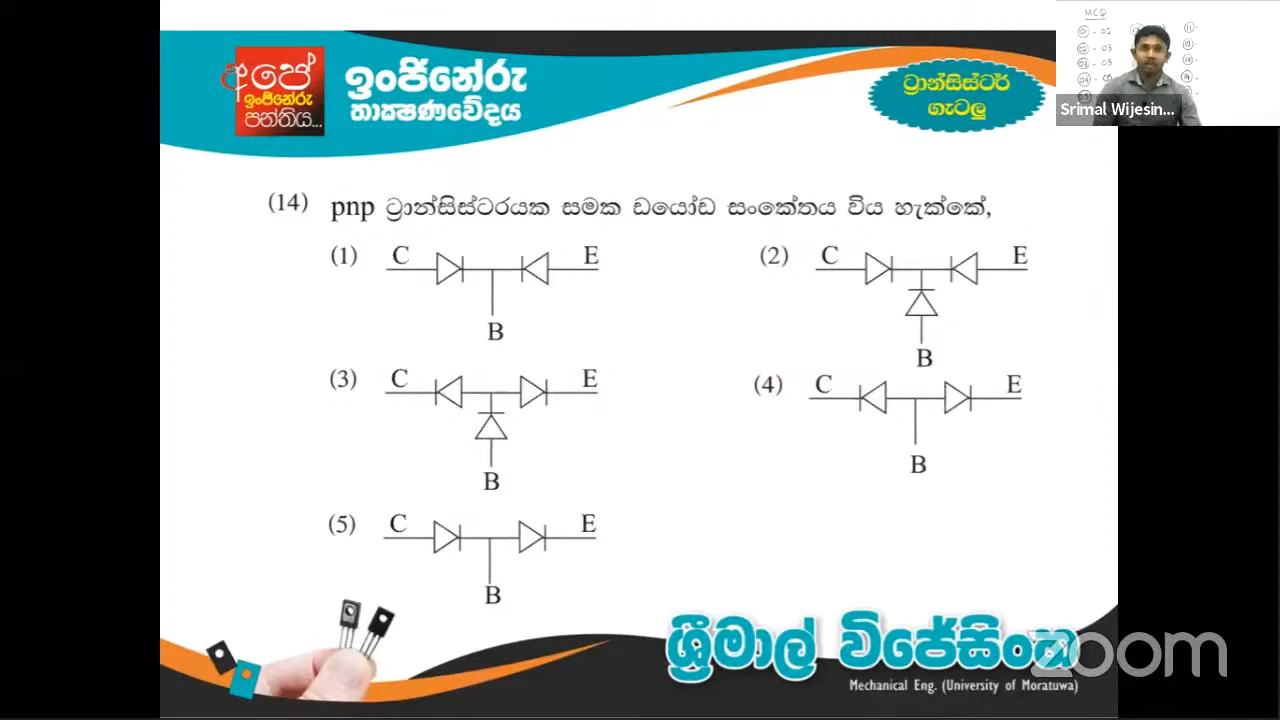 අපේ
ඉංජිනේරු
පන්තිය...
ඉංජිනේරු
තාක්ෂණවේදය
ට්‍රාන්සිස්ටර්
ගැටලු
MCQ
Srimal Wijesin...
(14) pnp ට්‍රාන්සිස්ටරයක සමක ඩයෝඩ සංකේතය විය හැක්කේ,
(1) C E
B
(2) C E
B
(3) C E
B
(4) C E
B
(5) C E
B
ශ්‍රීමාල් විජේසිංහ
zoom
Mechanical Eng. (University of Moratuwa)